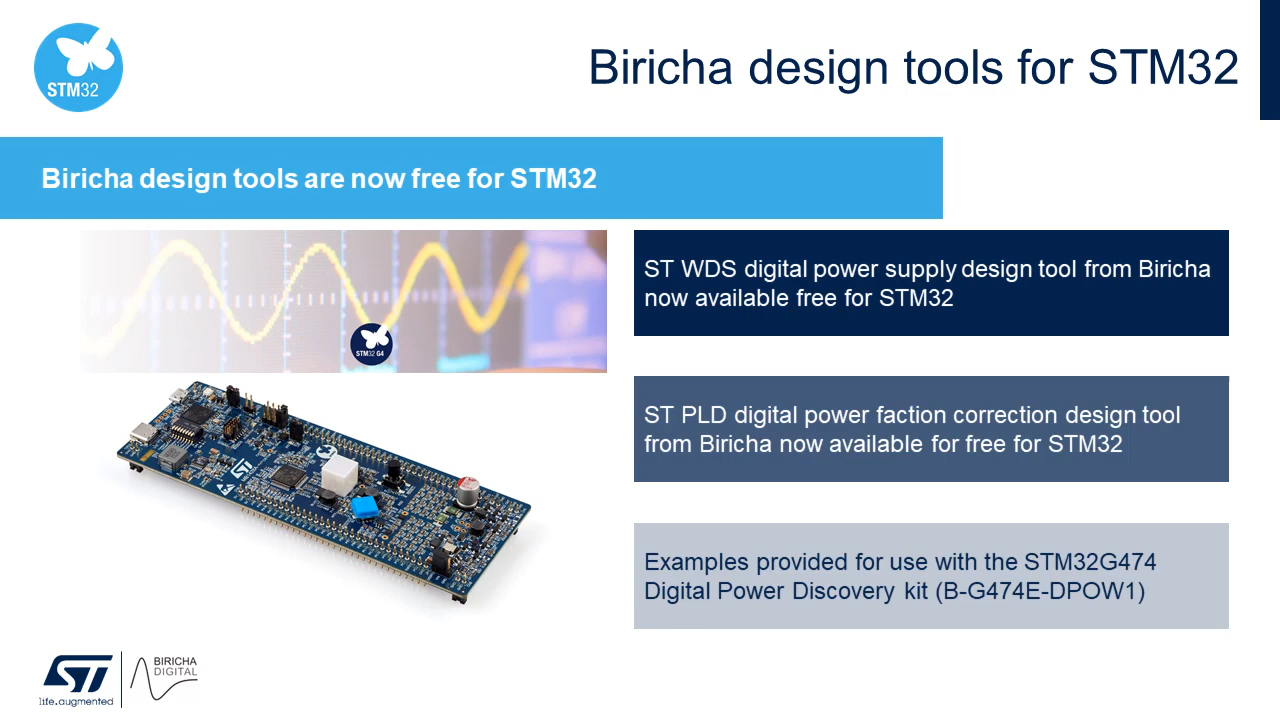 STM32
Biricha design tools for STM32
Biricha design tools are now free for STM32
STM32 G4
ST WDS digital power supply design tool from Biricha
now available free for STM32
ST PLD digital power faction correction design tool
from Biricha now available for free for STM32
Examples provided for use with the STM32G474
Digital Power Discovery kit (B-G474E-DPOW1)
ST
life.augmented
BIRICHA
DIGITAL